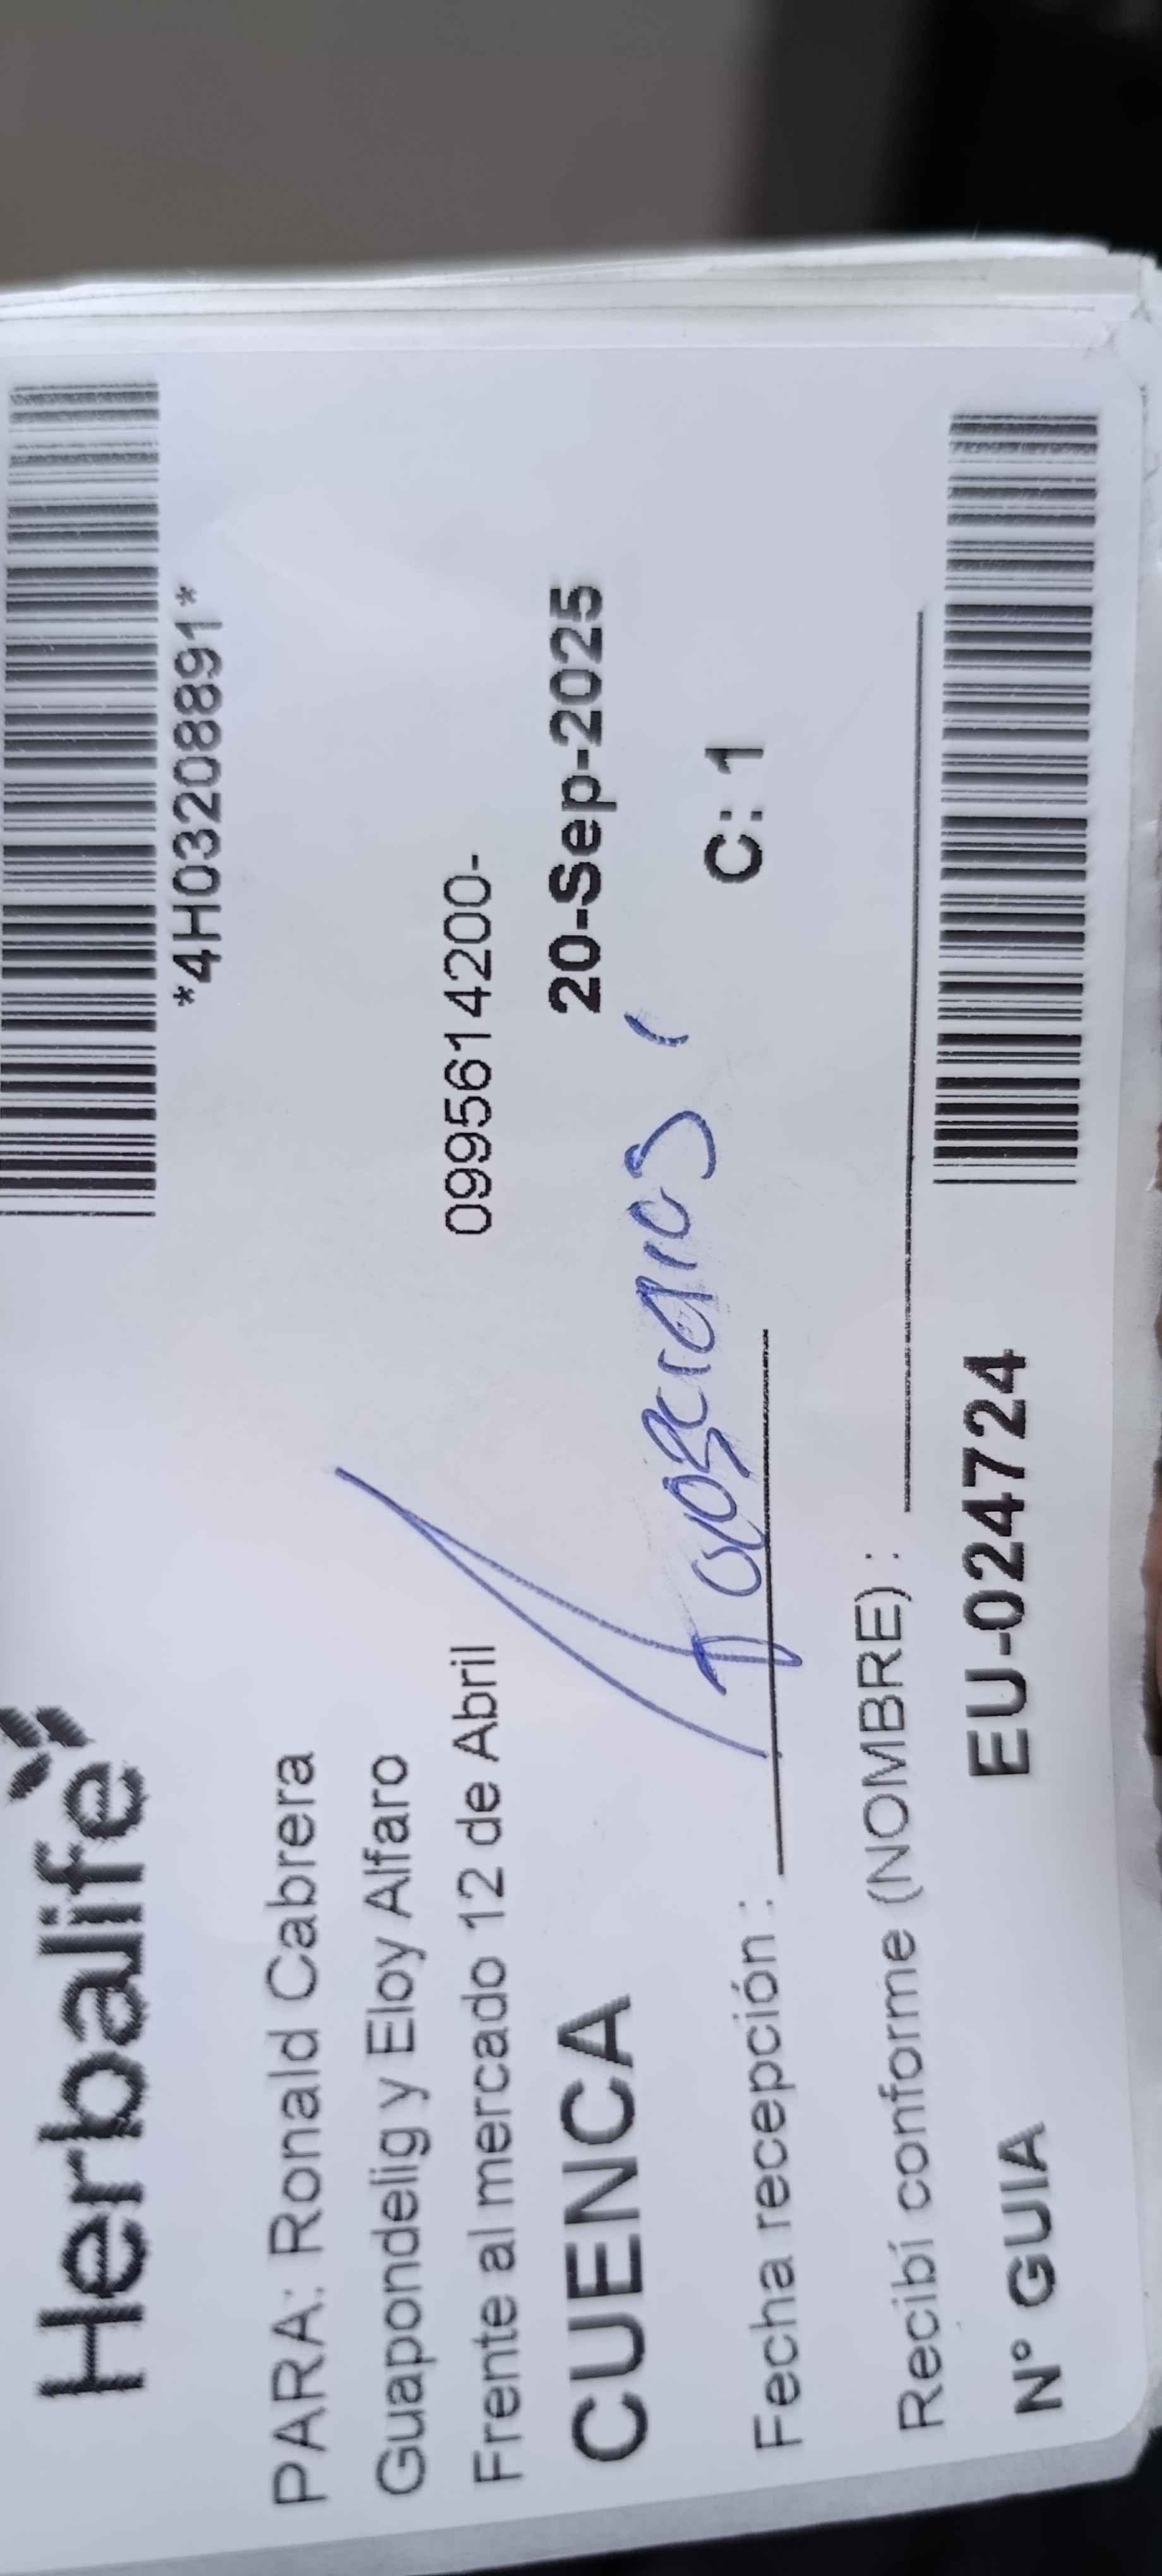 Herbalife
*4H03208891*
PARA: Ronald Cabrera
Guapondelig y Eloy Alfaro
Frente al mercado 12 de Abril
0995614200-
CUENCA
20-Sep-2025
Fecha recepción :
C: 1
Recibí conforme (NOMBRE) :
N° GUIA
EU-024724